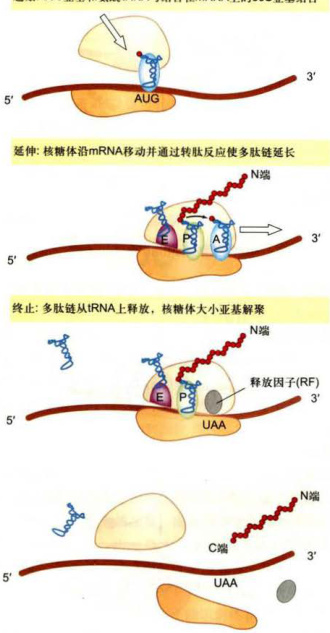 5′
3′
AUG
延伸: 核糖体沿mRNA移动并通过转肽反应使多肽链延长
N端
E P A
5′
3′
终止: 多肽链从tRNA上释放，核糖体大小亚基解聚
N端
释放因子(RF)
E P
UAA
5′
3′
N端
C端
3′
5′
UAA